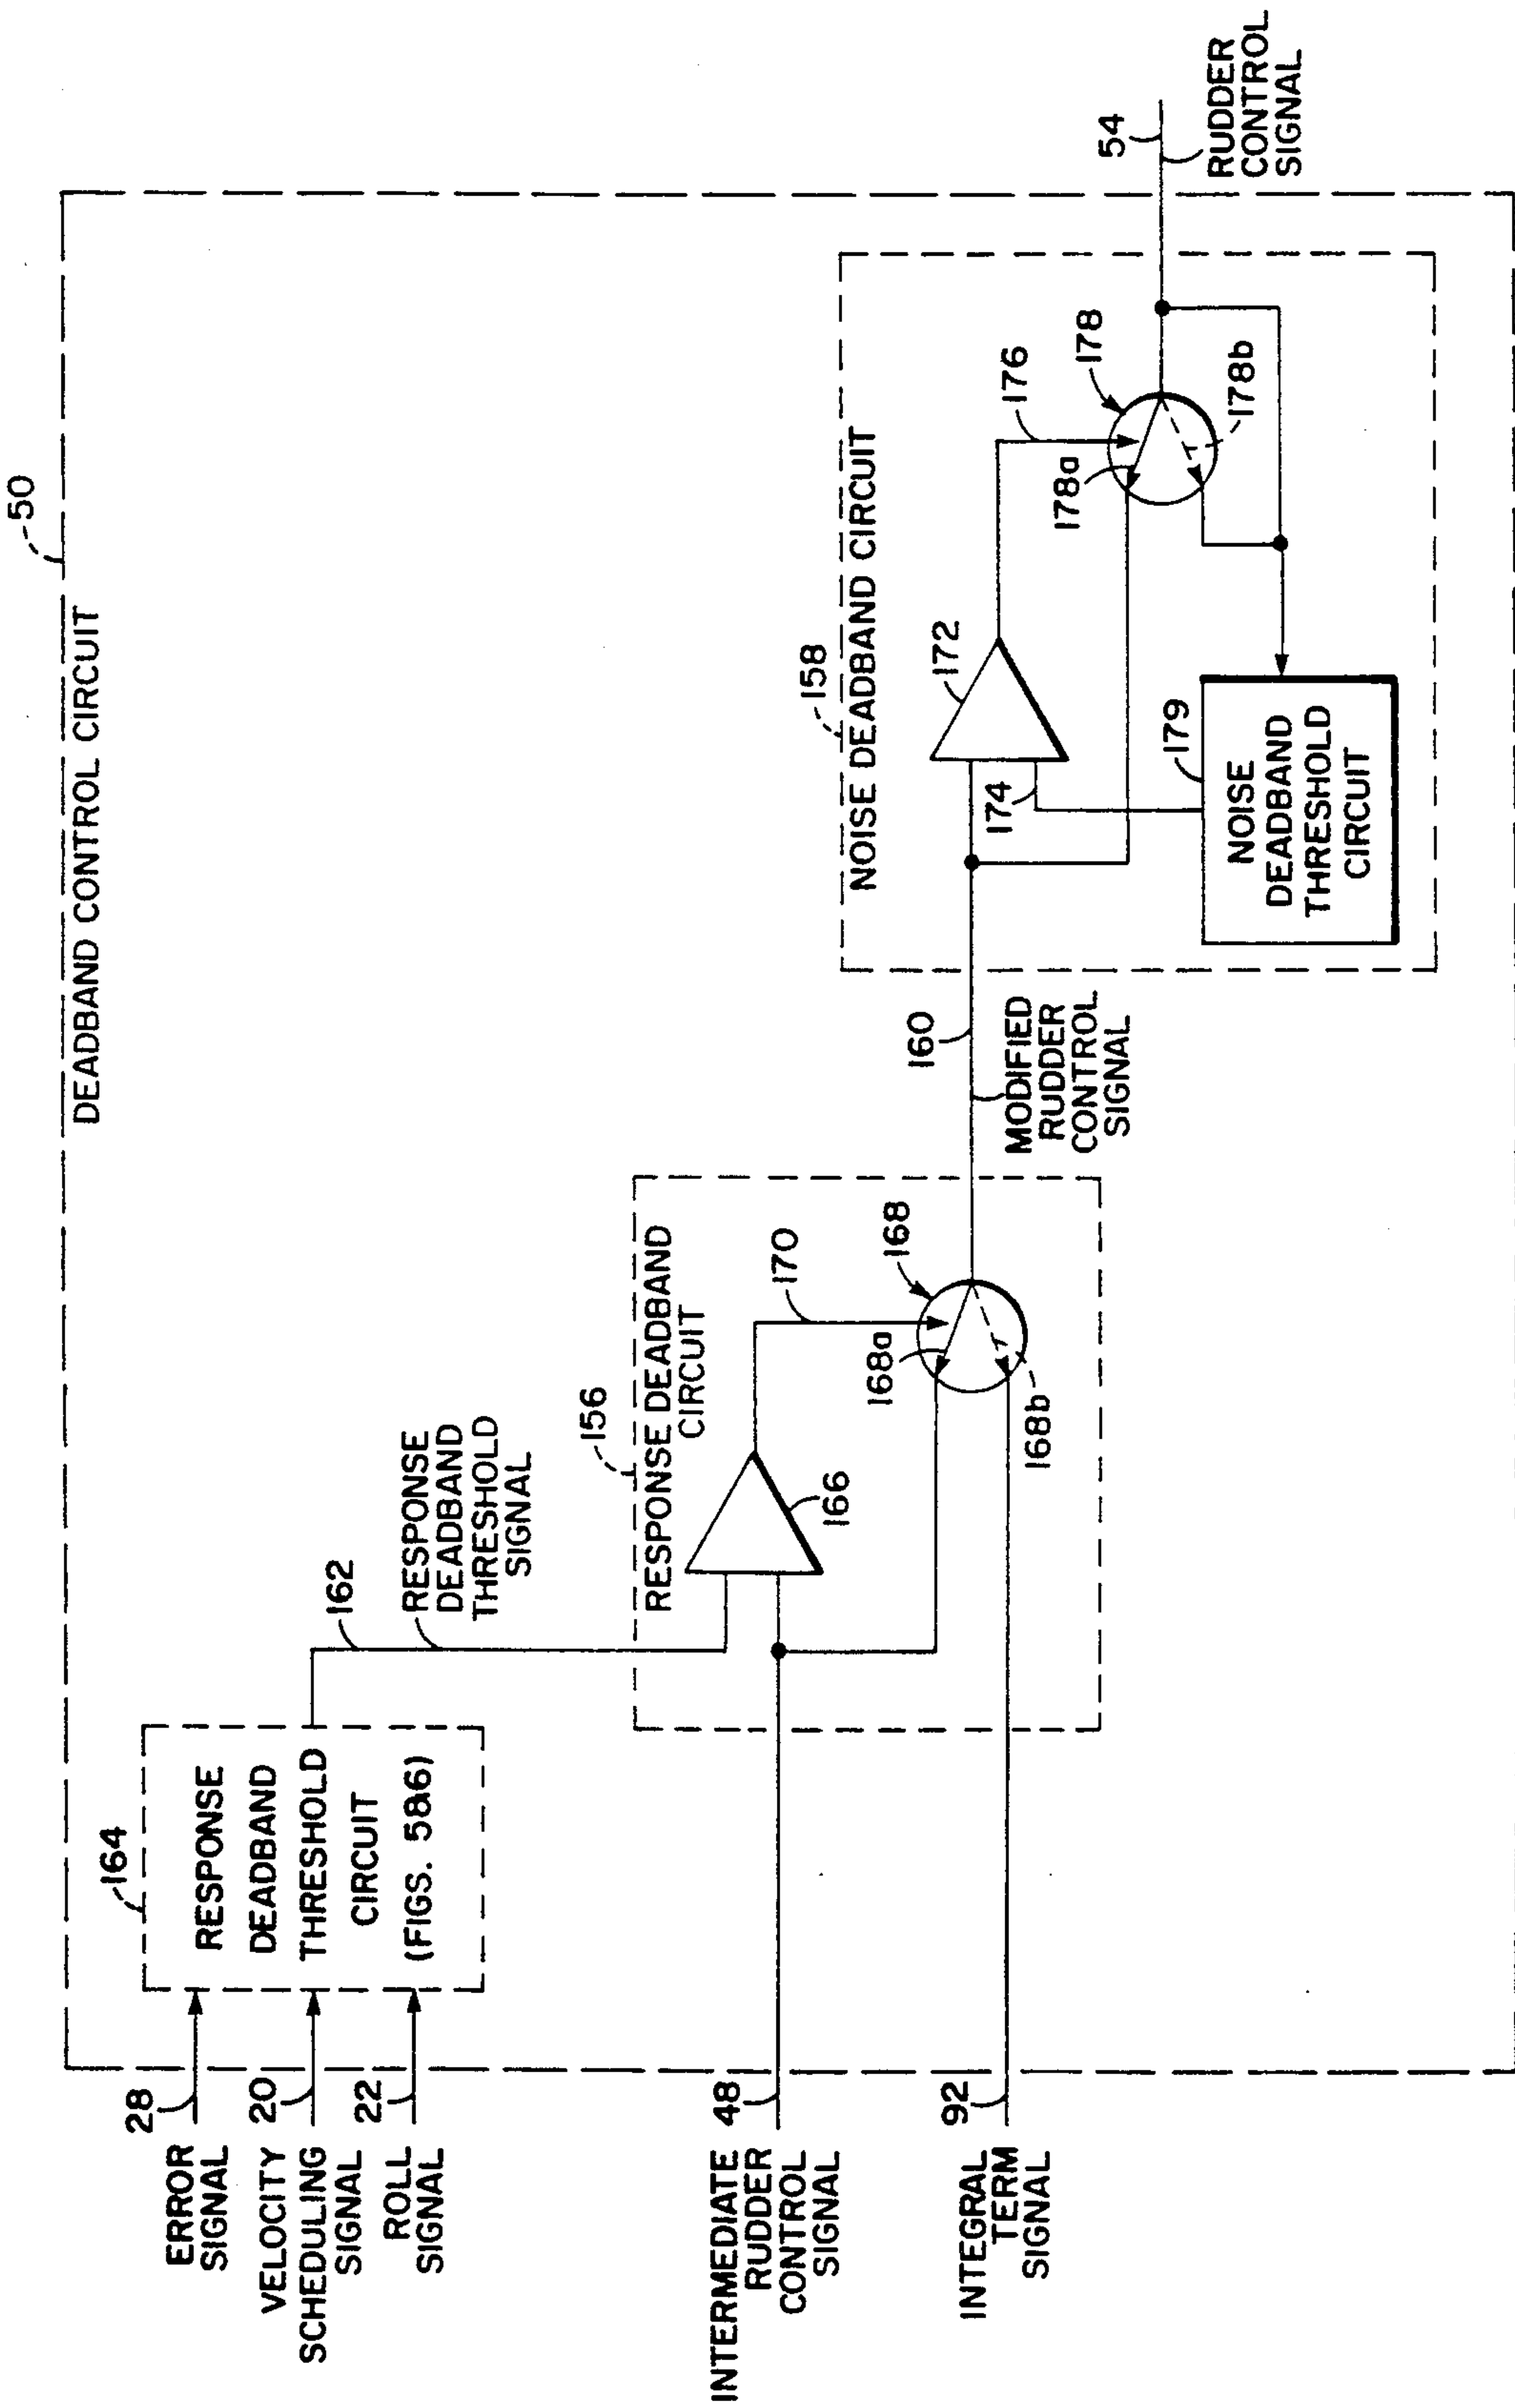 50
DEADBAND CONTROL CIRCUIT
164
RESPONSE
DEADBAND
THRESHOLD
CIRCUIT
(FIGS. 5&6)
28
ERROR
SIGNAL
20
VELOCITY
SCHEDULING
SIGNAL
22
ROLL
SIGNAL
162
RESPONSE
DEADBAND
THRESHOLD
SIGNAL
156
RESPONSE DEADBAND
CIRCUIT
166
170
168
168a
168b
48
INTERMEDIATE
RUDDER
CONTROL
SIGNAL
92
INTEGRAL
TERM
SIGNAL
160
MODIFIED
RUDDER
CONTROL
SIGNAL
158
NOISE DEADBAND CIRCUIT
172
174
176
178
178a
178b
179
NOISE
DEADBAND
THRESHOLD
CIRCUIT
54
RUDDER
CONTROL
SIGNAL